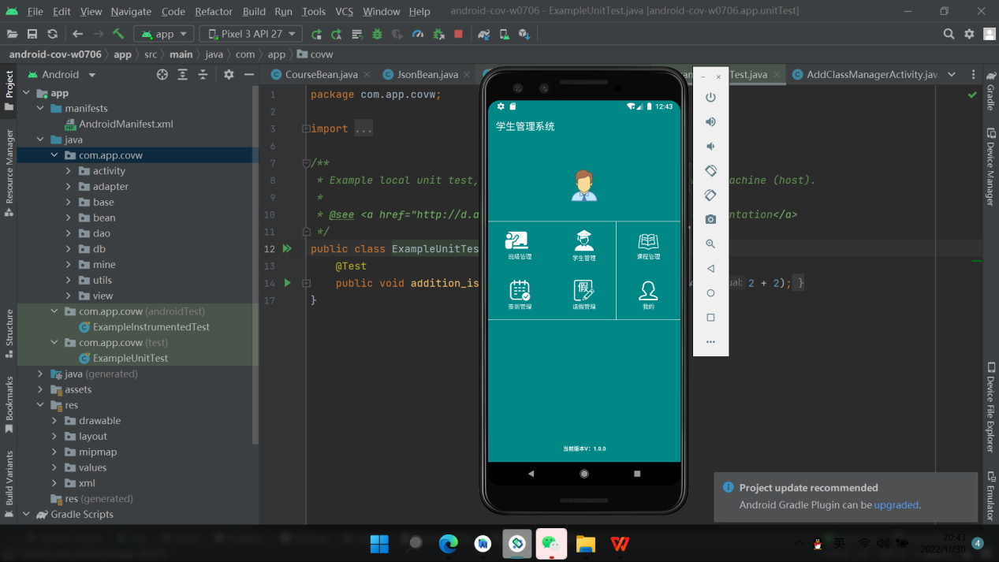 File Edit View Navigate Code Refactor Build Run Tools VCS Window Help android-cov-w0706 - ExampleUnitTest.java [android-cov-w0706.app.unitTest]
app Pixel 3 API 27
android-cov-w0706 app src main java com app covw
Project
Resource Manager
Structure
Bookmarks
Build Variants
Android
app
manifests
AndroidManifest.xml
java
com.app.covw
activity
adapter
base
bean
dao
db
mine
utils
view
com.app.covw (androidTest)
ExampleInstrumentedTest
com.app.covw (test)
ExampleUnitTest
java (generated)
assets
res
drawable
layout
mipmap
values
xml
res (generated)
Gradle Scripts
CourseBean.java JsonBean.java Test.java AddClassManagerActivity.jav
1 package com.app.covw;
2
3 import ...
6
7 /**
8 * Example local unit test, achine (host).
9 *
10 * @see <a href="http://d.a ntation</a>
11 */
12 public class ExampleUnitTes
13 @Test
14 public void addition_is ual: 2 + 2); }
17 }
12:43
学生管理系统
班级管理 学生管理 课程管理
签到管理 请假管理 我的
假
当前版本V: 1.0.0
Gradle
Device Manager
Device File Explorer
Emulator
Project update recommended
Android Gradle Plugin can be upgraded.
英 20:43
2022/11/30 4